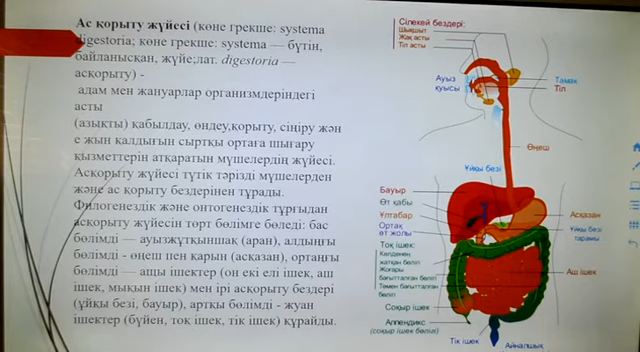 Ас қорыту жүйесі (көне грекше: systema
digestoria; көне грекше: systema — бүтін,
байланысқан, жүйе;лат. digestoria —
асқорыту) -
адам мен жануарлар организмдеріндегі
асты
(азықты) қабылдау, өңдеу,қорыту, сіңіру жән
е жын қалдығын сыртқы ортаға шығару
қызметтерін атқаратын мүшелердің жүйесі.
Асқорыту жүйесі түтік тәрізді мүшелерден
және ас қорыту бездерінен тұрады.
Филогенездік және онтогенездік тұрғыдан
асқорыту жүйесін төрт бөлімге бөледі: бас
бөлімді — ауызжұтқыншақ (аран), алдыңғы
бөлімді - өңеш пен қарын (асқазан), ортаңғы
бөлімді — ащы ішектер (он екі елі ішек, аш
ішек, мықын ішек) мен ірі асқорыту бездері
(ұйқы безі, бауыр), артқы бөлімді - жуан
ішектер (бүйен, тоқ ішек, тік ішек) құрайды.
Сілекей бездері:
Шықшыт
Жақ асты
Тіл асты
Ауыз
қуысы
Тамақ
Тіл
Өңеш
Ұйқы безі
Бауыр
Өт қабы
Ұлтабар
Ортақ
өт жолы
Асқазан
Ұйқы безі
тарамы
Тоқ ішек:
Көлденең
жатқан бөлігі
Жоғары
бағытталған бөлігі
Төмен бағытталған
бөлігі
Аш ішек
Соқыр ішек
Аппендикс
(соқыр ішек бөлігі)
Тік ішек
Айналшық